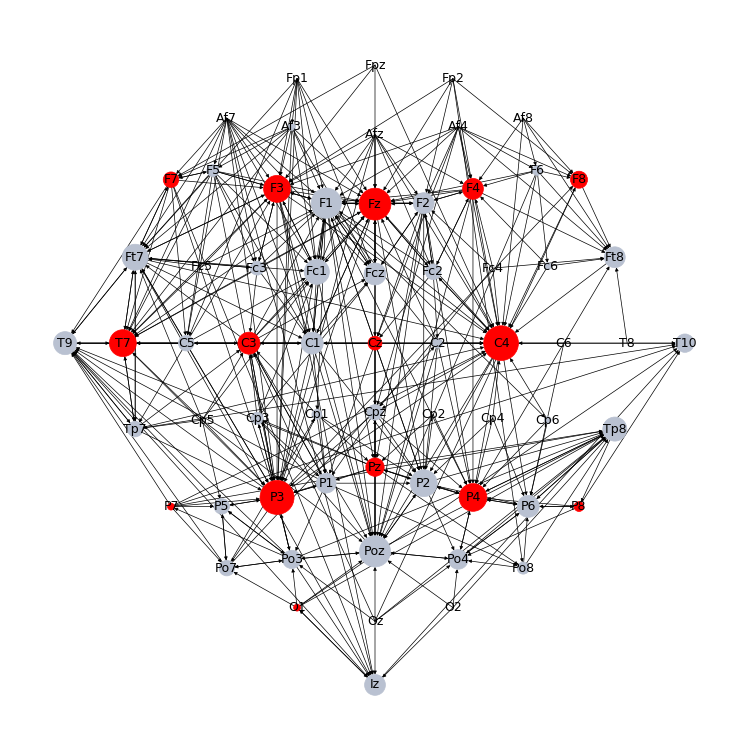 Fpz
Fp1 Fp2
Af7 Af8
Af3 Af4
Afz
F5 F6
F7 F8
F3 F4
F1 Fz F2
Ft7 Ft8
Fc5 Fc3 Fc4 Fc6
Fc1 Fcz Fc2
T9 T7 C5 C3 C1 Cz C2 C4 C6 T8 T10
Cpz
Cp1 Cp2
Cp5 Cp3 Cp4 Cp6
Tp7 Tp8
Pz
P1 P2
P3 P4
P7 P5 P6 P8
Poz
Po3 Po4
Po7 Po8
O1 O2
Oz
Iz